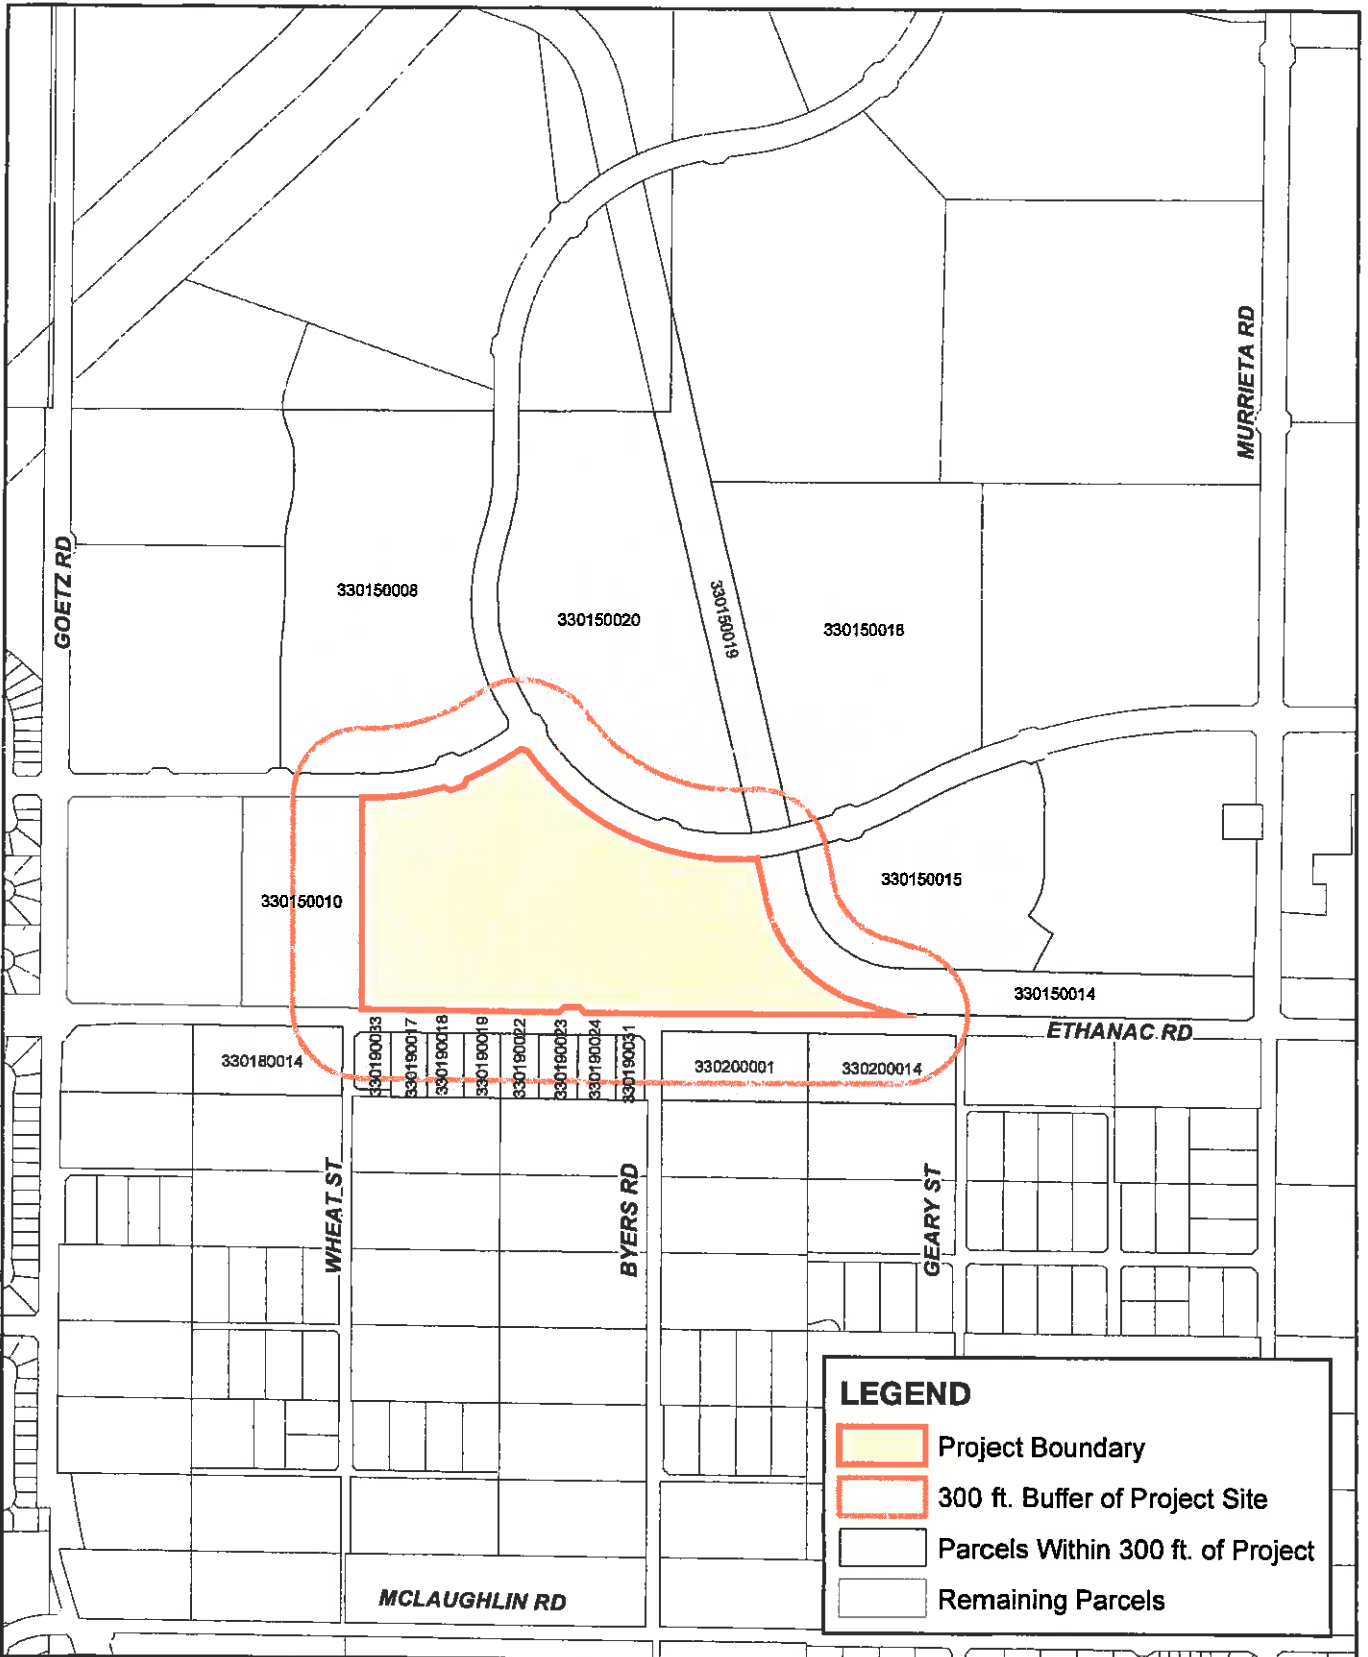 MURRIETA RD
GOETZ RD
330150008
330150020
330150019
330150016
330150010
330150015
330150014
ETHANAC RD
330180014
330190033
330190017
330190018
330190019
330190022
330190023
330190024
330190031
330200001
330200014
WHEAT ST
BYERS RD
GEARY ST
MCLAUGHLIN RD
LEGEND
Project Boundary
300 ft. Buffer of Project Site
Parcels Within 300 ft. of Project
Remaining Parcels